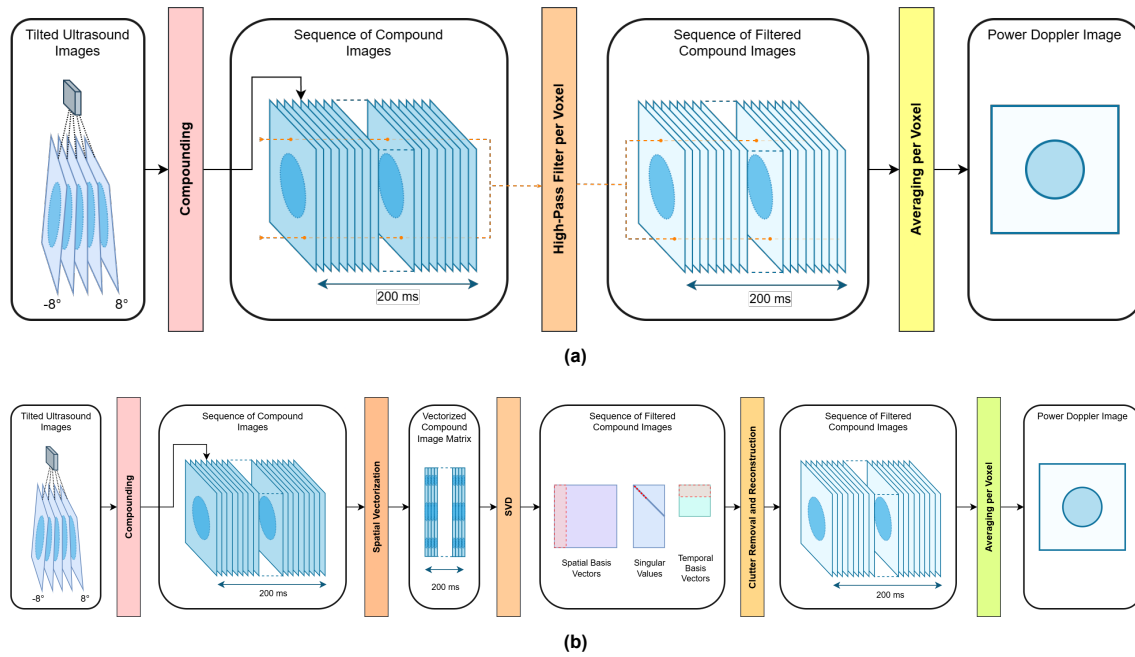 Tilted Ultrasound
Images
-8°
8°
Compounding
Sequence of Compound
Images
200 ms
High-Pass Filter per Voxel
Sequence of Filtered
Compound Images
200 ms
Averaging per Voxel
Power Doppler Image
(a)
Tilted Ultrasound
Images
-8°
8°
Compounding
Sequence of Compound
Images
200 ms
Spatial Vectorization
Vectorized
Compound
Image Matrix
200 ms
SVD
Sequence of Filtered
Compound Images
Spatial Basis
Vectors
Singular
Values
Temporal
Basis
Vectors
Clutter Removal and Reconstruction
Sequence of Filtered
Compound Images
200 ms
Averaging per Voxel
Power Doppler Image
(b)